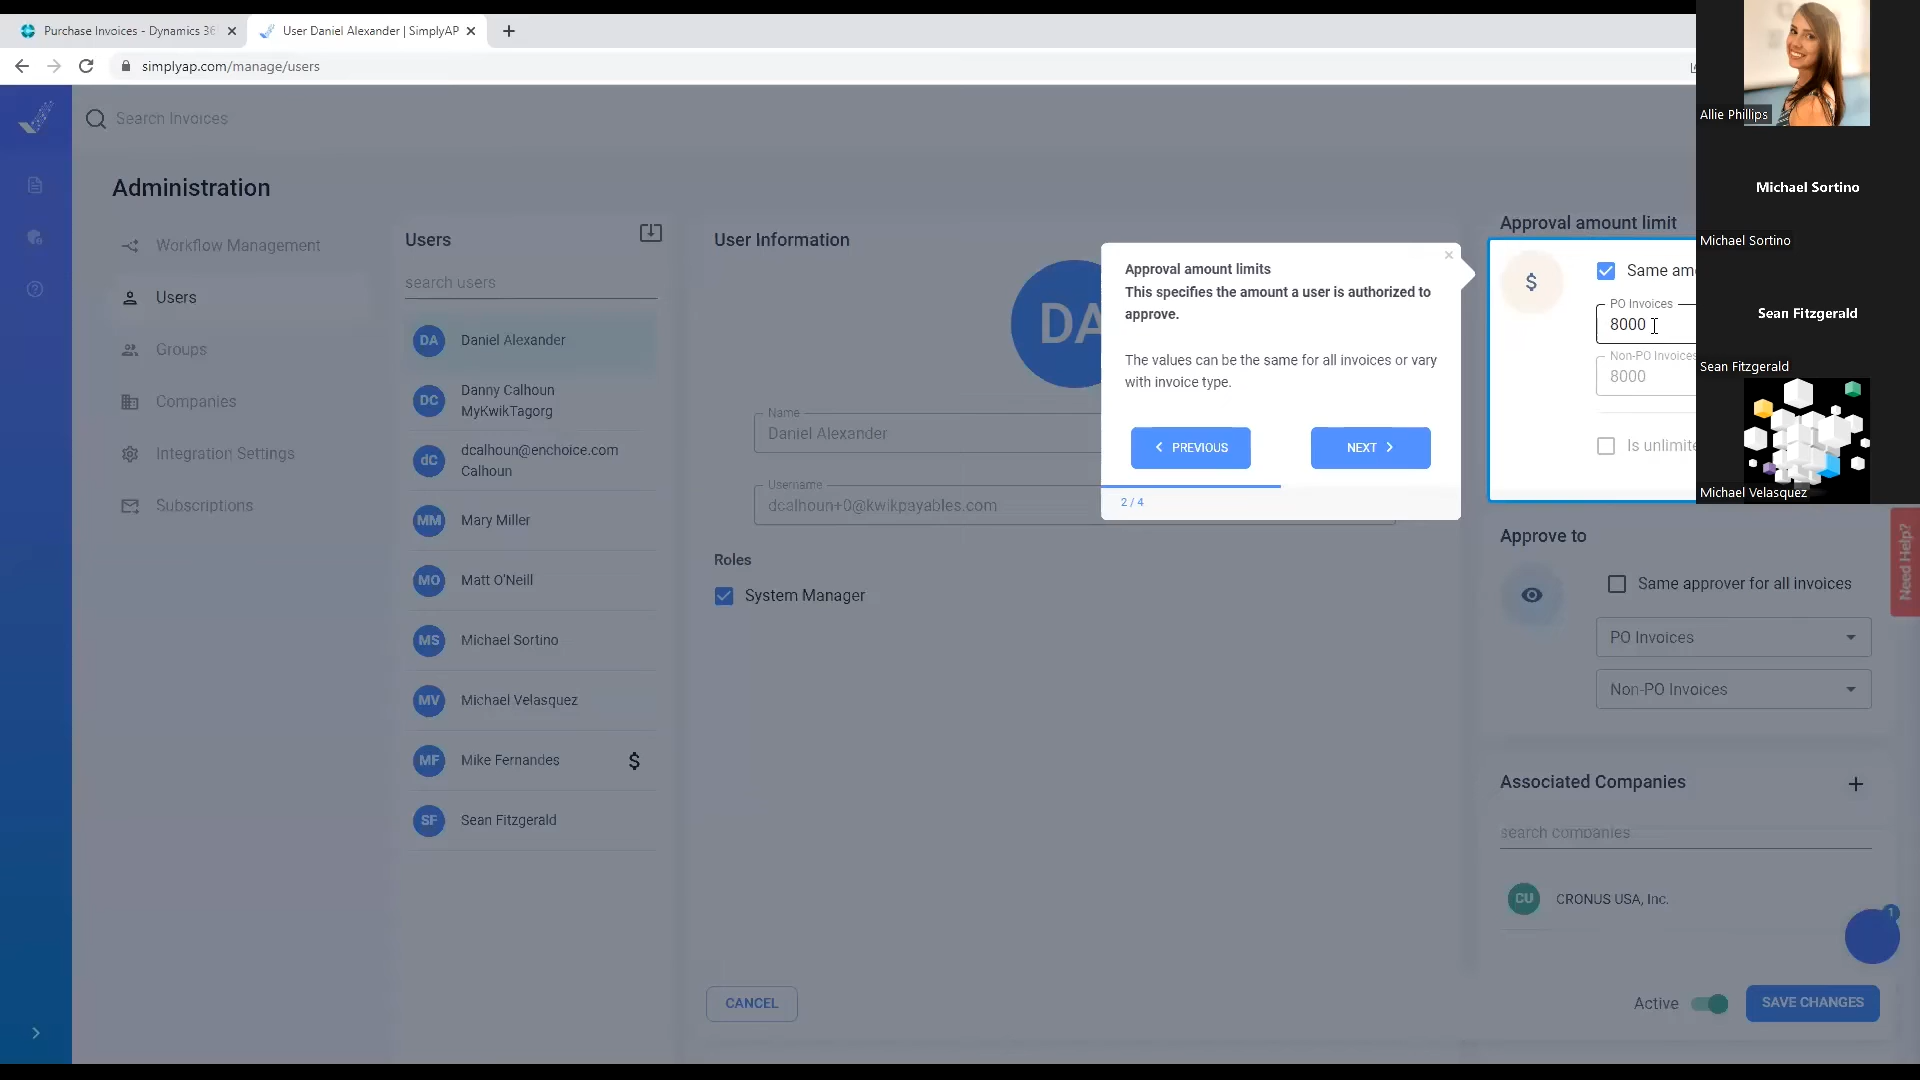 Purchase Invoices - Dynamics 36
User Daniel Alexander | SimplyAP
simplyap.com/manage/users
Search Invoices
Administration
Workflow Management
Users
Groups
Companies
Integration Settings
Subscriptions
Users
search users
DA
Daniel Alexander
DC
Danny Calhoun
MyKwikTagorg
dC
dcalhoun@enchoice.com
Calhoun
MM
Mary Miller
MO
Matt O'Neill
MS
Michael Sortino
MV
Michael Velasquez
MF
Mike Fernandes
$
SF
Sean Fitzgerald
User Information
DA
Name
Daniel Alexander
Username
dcalhoun+0@kwikpayables.com
Roles
System Manager
CANCEL
Approval amount limits
This specifies the amount a user is authorized to
approve.
The values can be the same for all invoices or vary
with invoice type.
PREVIOUS
NEXT
2 / 4
Approval amount limit
$
Same am
PO Invoices
8000
Non-PO Invoices
8000
Is unlimite
Approve to
Same approver for all invoices
PO Invoices
Non-PO Invoices
Associated Companies
search companies
CU
CRONUS USA, Inc.
1
Active
SAVE CHANGES
Need Help?
Allie Phillips
Michael Sortino
Michael Sortino
Sean Fitzgerald
Sean Fitzgerald
Michael Velasquez